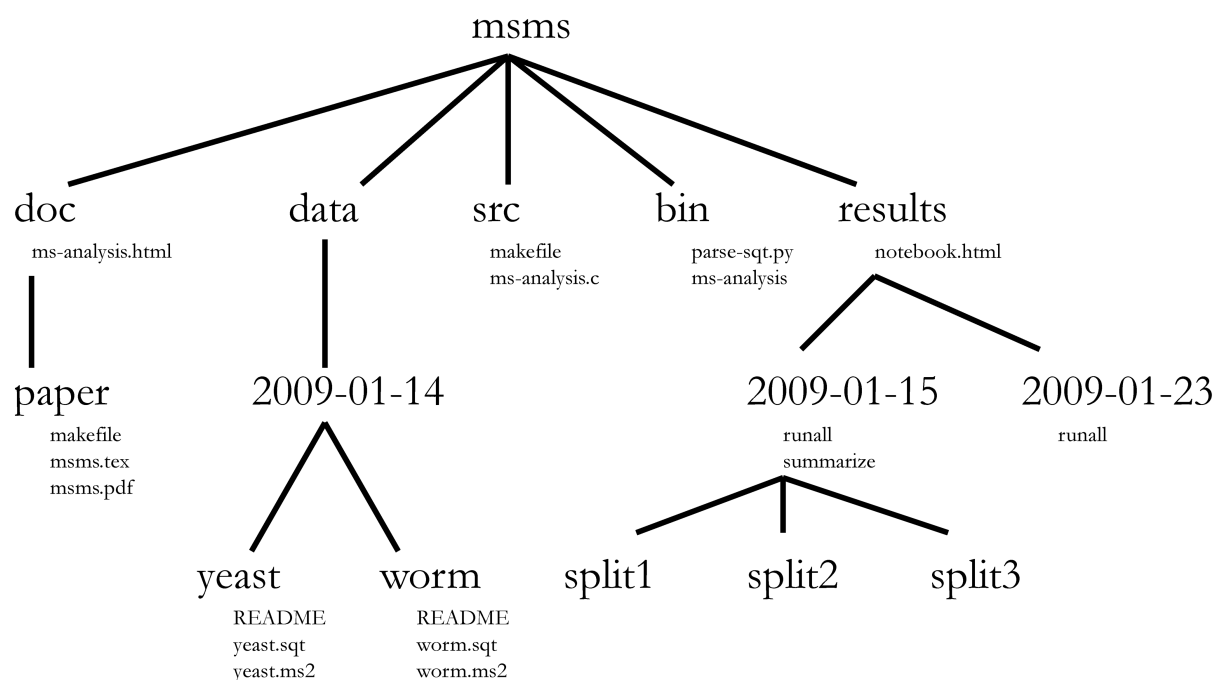 msms
doc
data
src
bin
results
ms-analysis.html
makefile
ms-analysis.c
parse-sqt.py
ms-analysis
notebook.html
paper
2009-01-14
2009-01-15
2009-01-23
makefile
msms.tex
msms.pdf
runall
summarize
runall
yeast
worm
split1
split2
split3
README
yeast.sqt
yeast.ms2
README
worm.sqt
worm.ms2